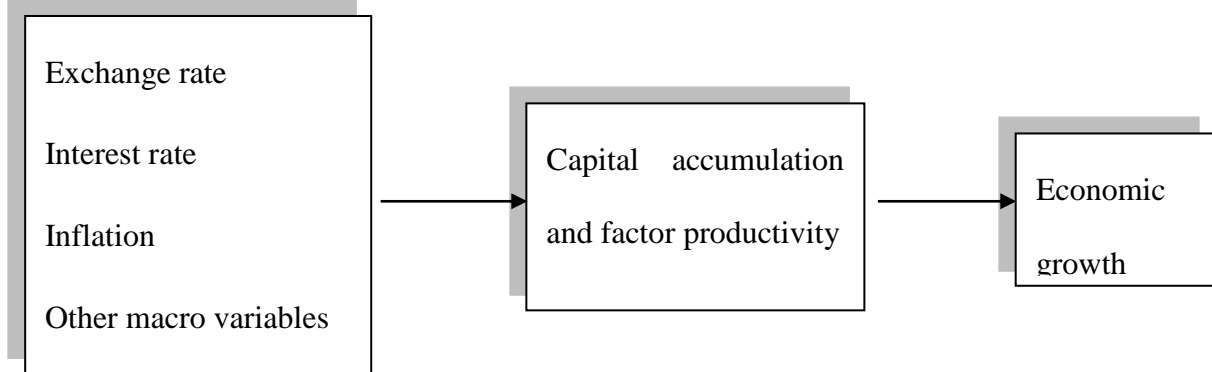 Exchange rate
Interest rate
Inflation
Other macro variables
Capital accumulation
and factor productivity
Economic
growth